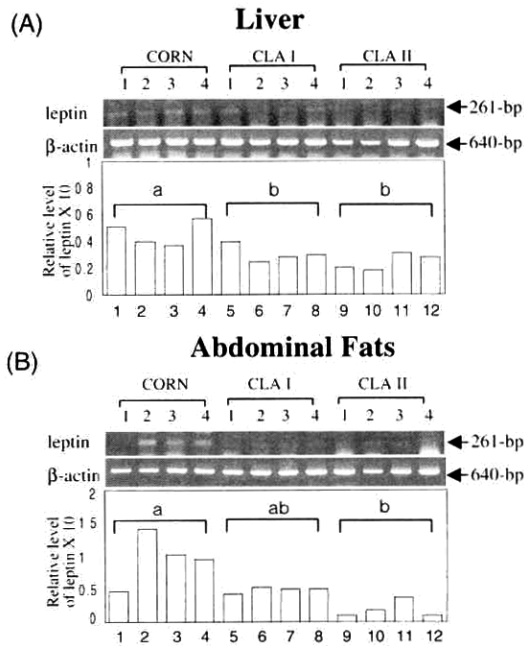 (A)
Liver
CORN CLA I CLA II
1 2 3 4 1 2 3 4 1 2 3 4
leptin 261-bp
β-actin 640-bp
Relative level
of leptin X 10
1
0 8
0 6
0 4
0.2
0
a b b
1 2 3 4 5 6 7 8 9 10 11 12
(B)
Abdominal Fats
CORN CLA I CLA II
1 2 3 4 1 2 3 4 1 2 3 4
leptin 261-bp
β-actin 640-bp
Relative level
of leptin X 10
2
1 5
1
0.5
0
a ab b
1 2 3 4 5 6 7 8 9 10 11 12